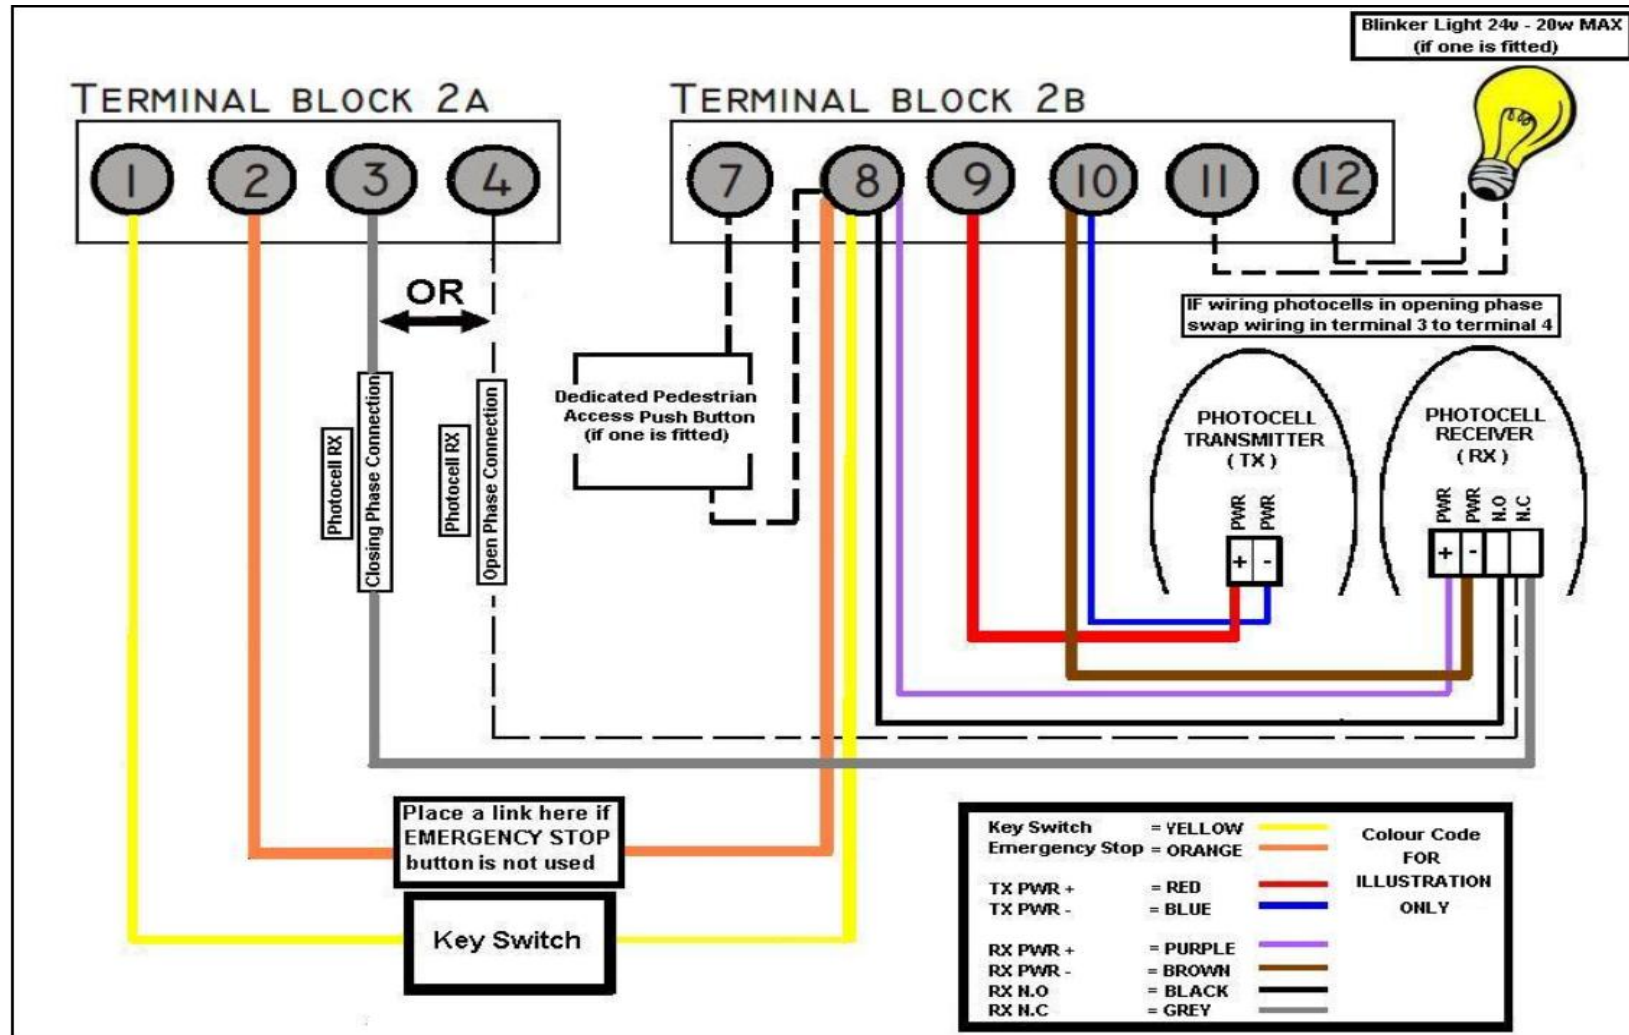 Blinker Light 24v - 20w MAX
(if one is fitted)
TERMINAL BLOCK 2A
TERMINAL BLOCK 2B
1 2 3 4
7 8 9 10 11 12
OR
IF wiring photocells in opening phase
swap wiring in terminal 3 to terminal 4
Photocell RX
Closing Phase Connection
Photocell RX
Open Phase Connection
Dedicated Pedestrian
Access Push Button
(if one is fitted)
PHOTOCELL
TRANSMITTER
( TX )
PWR PWR
+ -
PHOTOCELL
RECEIVER
( RX )
PWR PWR N.O N.C
+ -
Place a link here if
EMERGENCY STOP
button is not used
Key Switch
Key Switch = YELLOW
Emergency Stop = ORANGE
TX PWR + = RED
TX PWR - = BLUE
RX PWR + = PURPLE
RX PWR - = BROWN
RX N.O = BLACK
RX N.C = GREY
Colour Code
FOR
ILLUSTRATION
ONLY